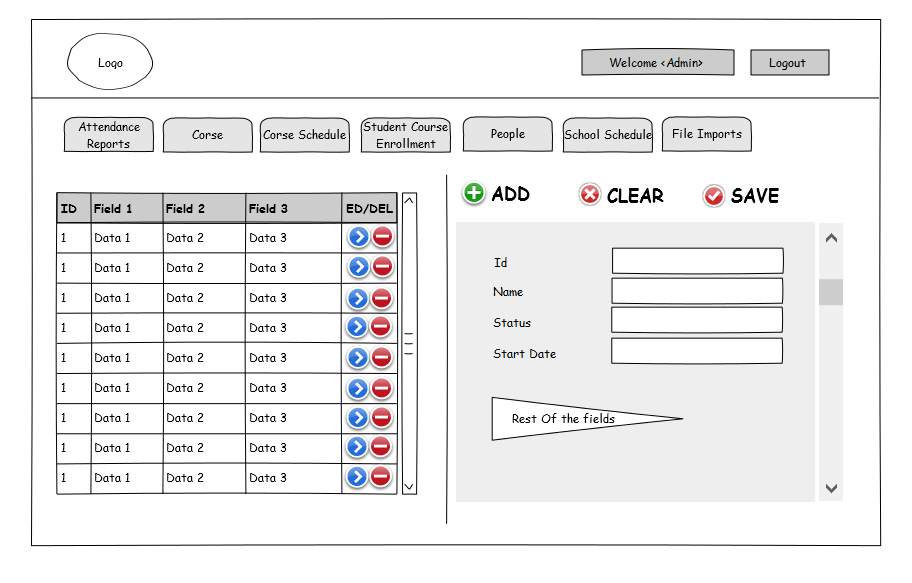 Logo
Welcome <Admin>
Logout
Attendance
Reports
Corse
Corse Schedule
Student Course
Enrollment
People
School Schedule
File Imports
ADD
CLEAR
SAVE
ID Field 1 Field 2 Field 3 ED/DEL
1 Data 1 Data 2 Data 3
1 Data 1 Data 2 Data 3
1 Data 1 Data 2 Data 3
1 Data 1 Data 2 Data 3
1 Data 1 Data 2 Data 3
1 Data 1 Data 2 Data 3
1 Data 1 Data 2 Data 3
1 Data 1 Data 2 Data 3
1 Data 1 Data 2 Data 3
Id
Name
Status
Start Date
Rest Of the fields